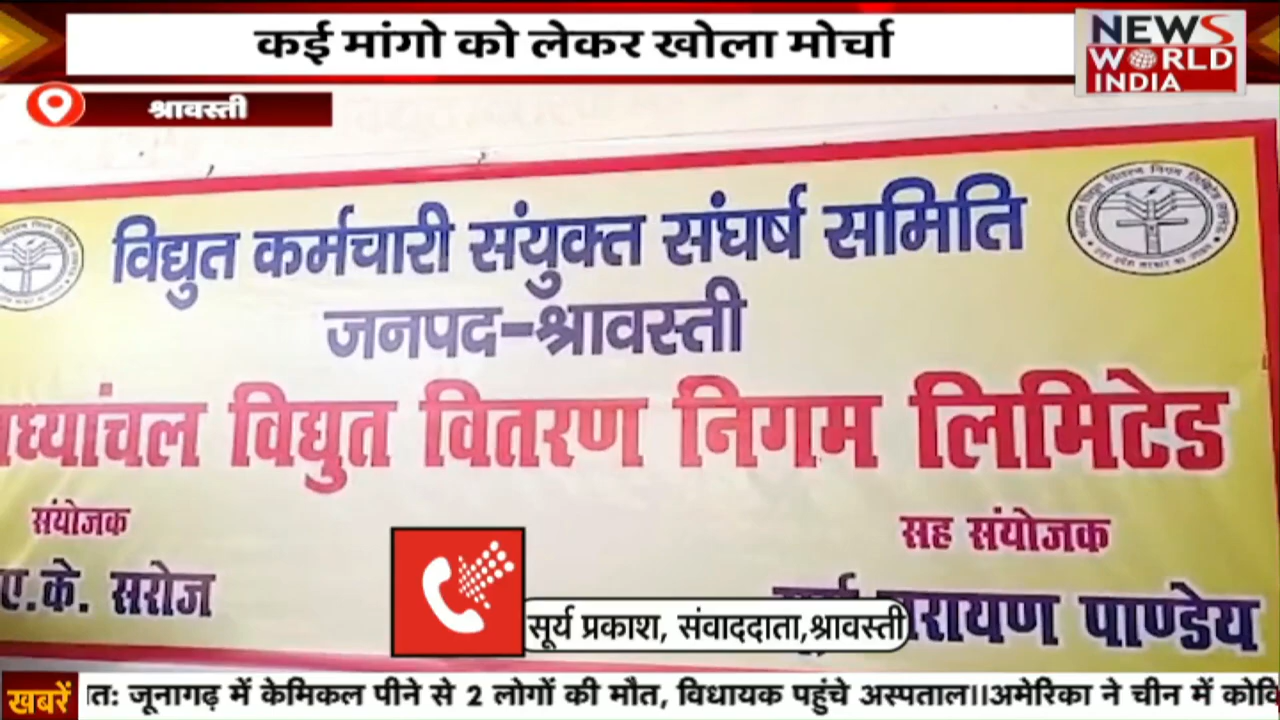 कई मांगो को लेकर खोला मोर्चा
NEWS
WORLD
INDIA
श्रावस्ती
विद्युत कर्मचारी संयुक्त संघर्ष समिति
जनपद-श्रावस्ती
विद्युत वितरण निगम लिमिटेड
संयोजक
सह संयोजक
ए.के. सरोज
पाण्डेय
सूर्य प्रकाश, संवाददाता,श्रावस्ती
खबरें
जूनागढ़ में केमिकल पीने से 2 लोगों की मौत, विधायक पहुंचे अस्पताल।।अमेरिका ने चीन में